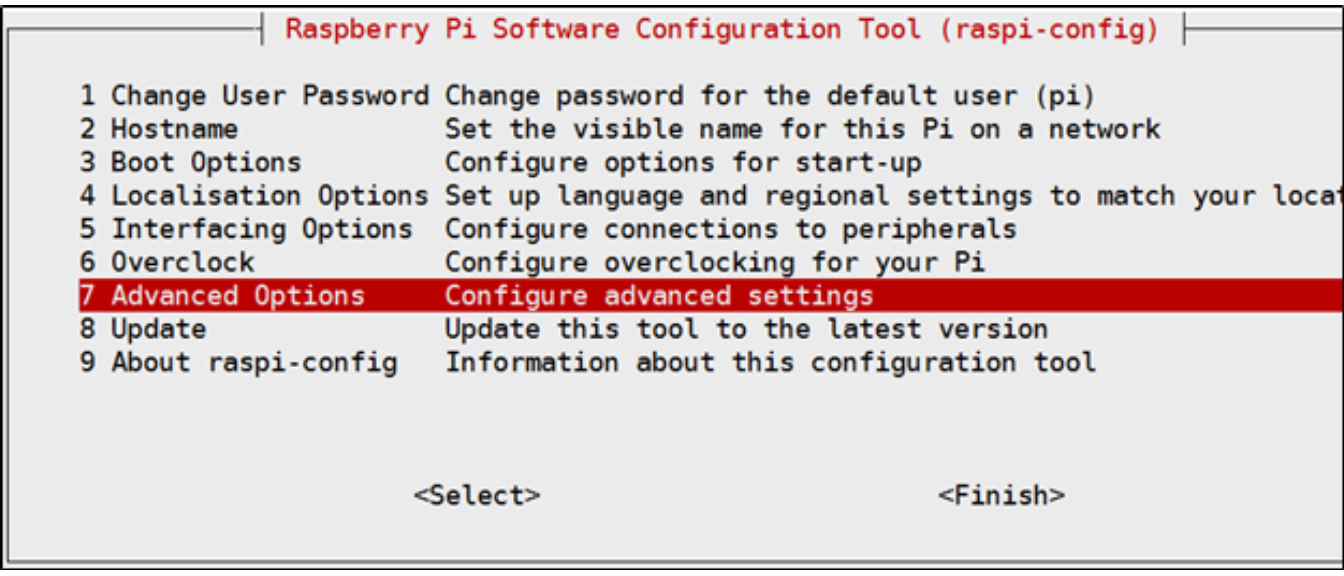 Raspberry Pi Software Configuration Tool (raspi-config)
1 Change User Password Change password for the default user (pi)
2 Hostname Set the visible name for this Pi on a network
3 Boot Options Configure options for start-up
4 Localisation Options Set up language and regional settings to match your locat
5 Interfacing Options Configure connections to peripherals
6 Overclock Configure overclocking for your Pi
7 Advanced Options Configure advanced settings
8 Update Update this tool to the latest version
9 About raspi-config Information about this configuration tool
<Select> <Finish>